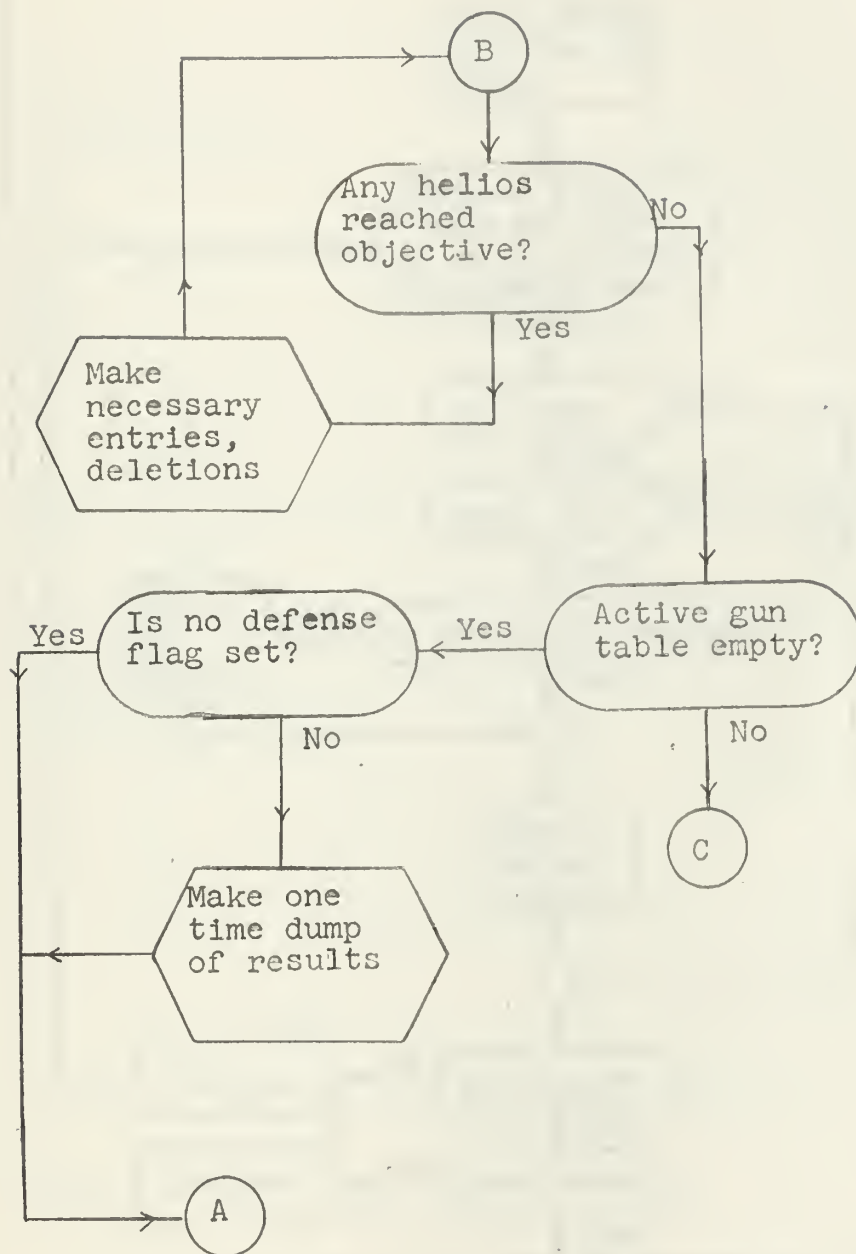 B
Any helios
reached
objective?
No
Yes
Make
necessary
entries,
deletions
Is no defense
flag set?
Yes
Yes
Active gun
table empty?
No
No
C
Make one
time dump
of results
A